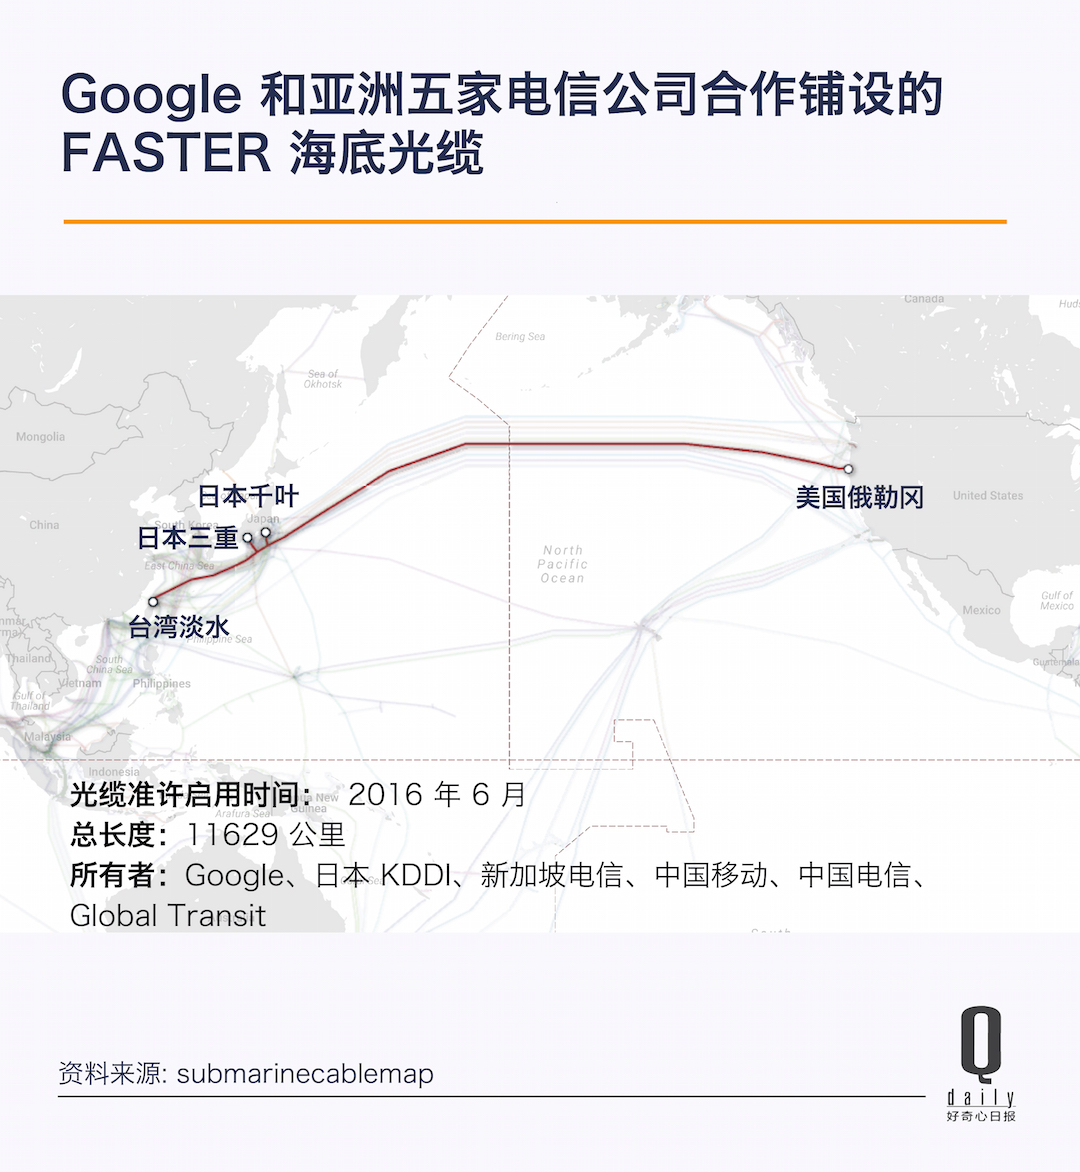 Google 和亚洲五家电信公司合作铺设的
FASTER 海底光缆
Canada
Bering Sea
Sea of
Okhotsk
Mongolia
日本千叶
美国俄勒冈
United States
China
South Korea
Japan
日本三重
North
Pacific
Ocean
East China Sea
Gulf of
Mexico
Mexico
台湾淡水
Philippine Sea
Thailand
South
China Sea
Vietnam
Philippines
Gulf of
Thailand
Malaysia
Indonesia
光缆准许启用时间： 2016 年 6 月
New
Guinea
Arafura Sea
总长度：11629 公里
所有者：Google、日本 KDDI、新加坡电信、中国移动、中国电信、
Global Transit
资料来源: submarinecablemap
Q
daily
好奇心日报